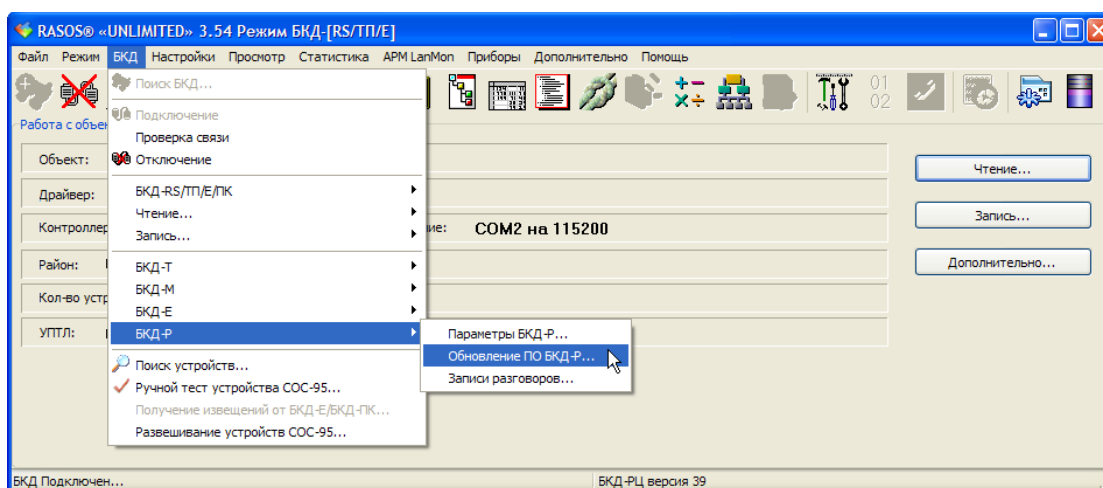 RASOS® «UNLIMITED» 3.54 Режим БКД-[RS/ТП/Е]
Файл Режим БКД Настройки Просмотр Статистика АРМ LanMon Приборы Дополнительно Помощь
01
02
Поиск БКД...
Подключение
Проверка связи
Отключение
БКД-RS/ТП/Е/ПК
Чтение...
Запись...
БКД-Т
БКД-М
БКД-Е
БКД-Р
Поиск устройств...
Ручной тест устройства СОС-95...
Получение извещений от БКД-Е/БКД-ПК...
Развешивание устройств СОС-95...
Параметры БКД-Р...
Обновление ПО БКД-Р...
Записи разговоров...
Работа с объек
Объект:
Драйвер:
Контроллер
ие: COM2 на 115200
Район:
Кол-во устр
УПТЛ:
Чтение...
Запись...
Дополнительно...
БКД Подключен... БКД-РЦ версия 39